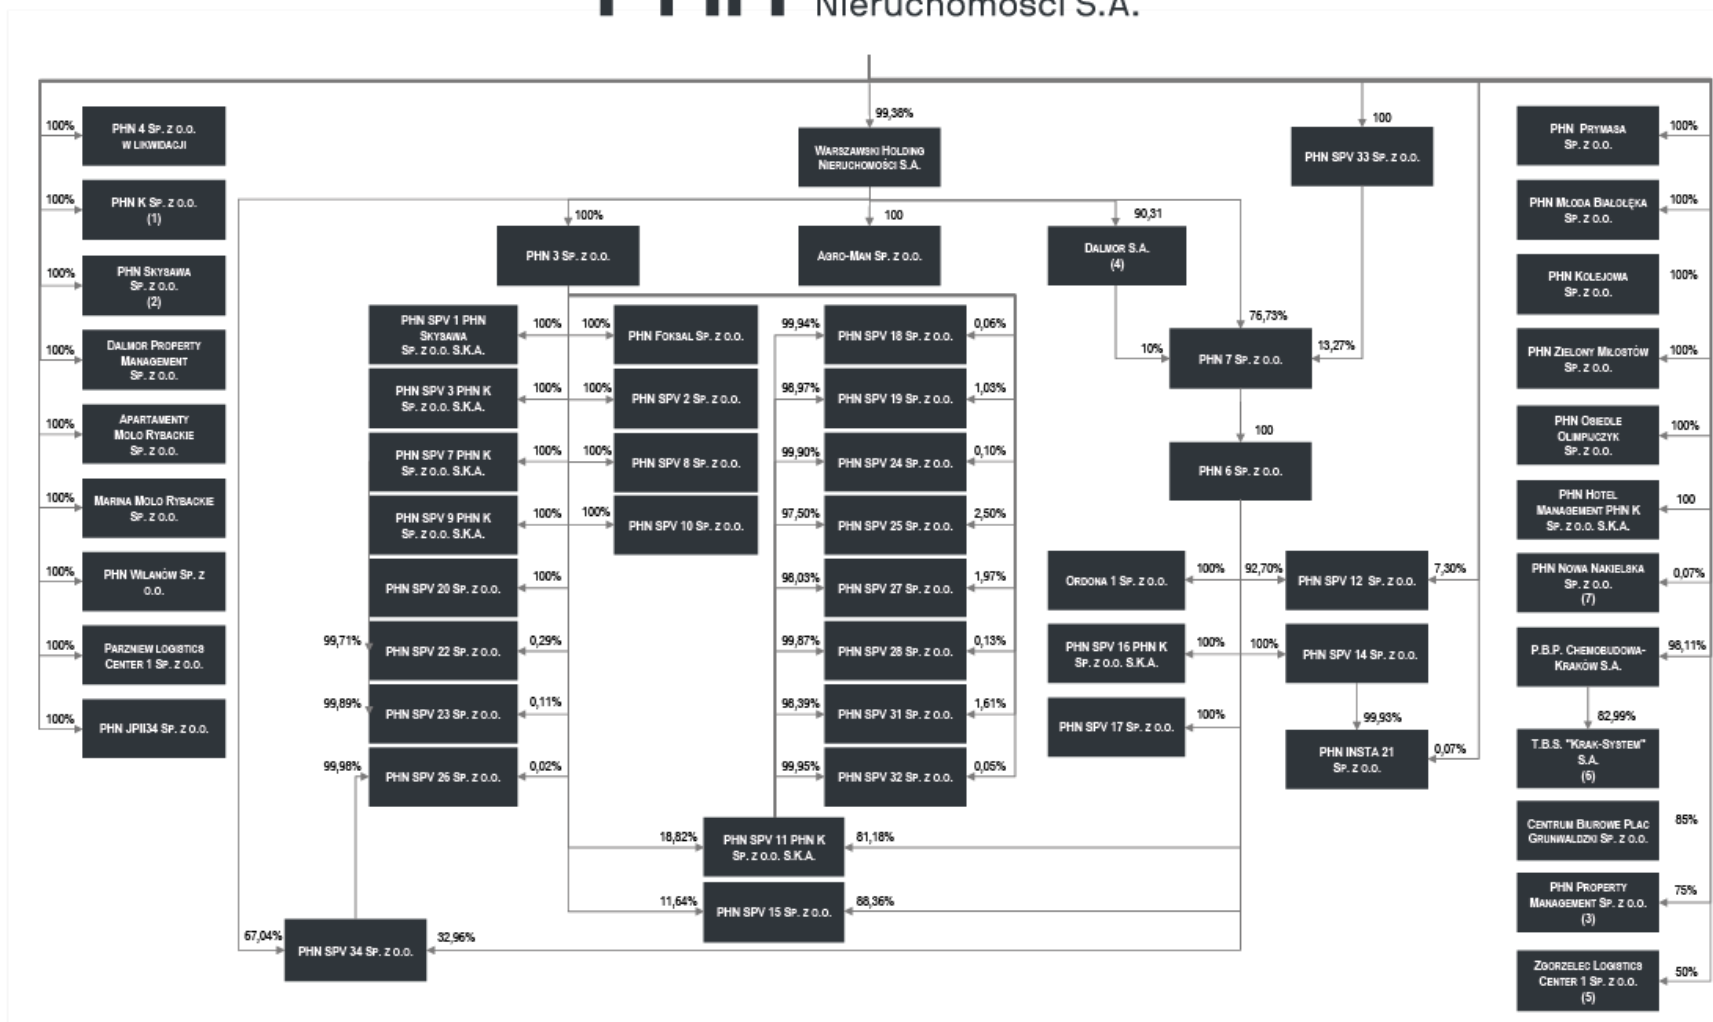 Nieruchomości S.A.
99,38%
WARSZAWSKI HOLDING
NIERUCHOMOŚCI S.A.
100
PHN SPV 33 SP. Z O.O.
100%
PHN 4 SP. Z O.O.
W LIKWIDACJI
100%
PHN K SP. Z O.O.
(1)
100%
PHN SKYSAWA
SP. Z O.O.
(2)
100%
DALMOR PROPERTY
MANAGEMENT
SP. Z O.O.
100%
APARTAMENTY
MOLO RYBACKIE
SP. Z O.O.
100%
MARINA MOLO RYBACKIE
SP. Z O.O.
100%
PHN WILANÓW SP. Z
O.O.
100%
PARZNIEW LOGISTICS
CENTER 1 SP. Z O.O.
100%
PHN JPII34 SP. Z O.O.
100%
PHN 3 SP. Z O.O.
100
AGRO-MAN SP. Z O.O.
90,31
DALMOR S.A.
(4)
PHN SPV 1 PHN
SKYSAWA
SP. Z O.O. S.K.A.
100%
100%
PHN FOKSAL SP. Z O.O.
99,94%
PHN SPV 18 SP. Z O.O.
0,06%
PHN SPV 3 PHN K
SP. Z O.O. S.K.A.
100%
100%
PHN SPV 2 SP. Z O.O.
98,97%
PHN SPV 19 SP. Z O.O.
1,03%
PHN SPV 7 PHN K
SP. Z O.O. S.K.A.
100%
100%
PHN SPV 8 SP. Z O.O.
99,90%
PHN SPV 24 SP. Z O.O.
0,10%
PHN SPV 9 PHN K
SP. Z O.O. S.K.A.
100%
100%
PHN SPV 10 SP. Z O.O.
97,50%
PHN SPV 25 SP. Z O.O.
2,50%
PHN SPV 20 SP. Z O.O.
100%
98,03%
PHN SPV 27 SP. Z O.O.
1,97%
99,71%
PHN SPV 22 SP. Z O.O.
0,29%
99,87%
PHN SPV 28 SP. Z O.O.
0,13%
99,89%
PHN SPV 23 SP. Z O.O.
0,11%
98,39%
PHN SPV 31 SP. Z O.O.
1,61%
99,98%
PHN SPV 26 SP. Z O.O.
0,02%
99,95%
PHN SPV 32 SP. Z O.O.
0,05%
18,82%
PHN SPV 11 PHN K
SP. Z O.O. S.K.A.
81,18%
11,64%
PHN SPV 15 SP. Z O.O.
88,36%
67,04%
PHN SPV 34 SP. Z O.O.
32,96%
76,73%
10%
PHN 7 SP. Z O.O.
13,27%
100
PHN 6 SP. Z O.O.
ORDONA 1 SP. Z O.O.
100%
92,70%
PHN SPV 12 SP. Z O.O.
7,30%
PHN SPV 16 PHN K
SP. Z O.O. S.K.A.
100%
100%
PHN SPV 14 SP. Z O.O.
PHN SPV 17 SP. Z O.O.
100%
99,93%
PHN INSTA 21
SP. Z O.O.
0,07%
PHN PRYMASA
SP. Z O.O.
100%
PHN MŁODA BIAŁOŁĘKA
SP. Z O.O.
100%
PHN KOLEJOWA
SP. Z O.O.
100%
PHN ZIELONY MIŁOSTÓW
SP. Z O.O.
100%
PHN OSIEDLE
OLIMPIJCZYK
SP. Z O.O.
100%
PHN HOTEL
MANAGEMENT PHN K
SP. Z O.O. S.K.A.
100
PHN NOWA NAKIELSKA
SP. Z O.O.
(7)
0,07%
P.B.P. CHEMOBUDOWA-
KRAKÓW S.A.
98,11%
82,99%
T.B.S. "KRAK-SYSTEM"
S.A.
(6)
CENTRUM BIUROWE PLAC
GRUNWALDZKI SP. Z O.O.
85%
PHN PROPERTY
MANAGEMENT SP. Z O.O.
(3)
75%
ZGORZELEC LOGISTICS
CENTER 1 SP. Z O.O.
(5)
50%